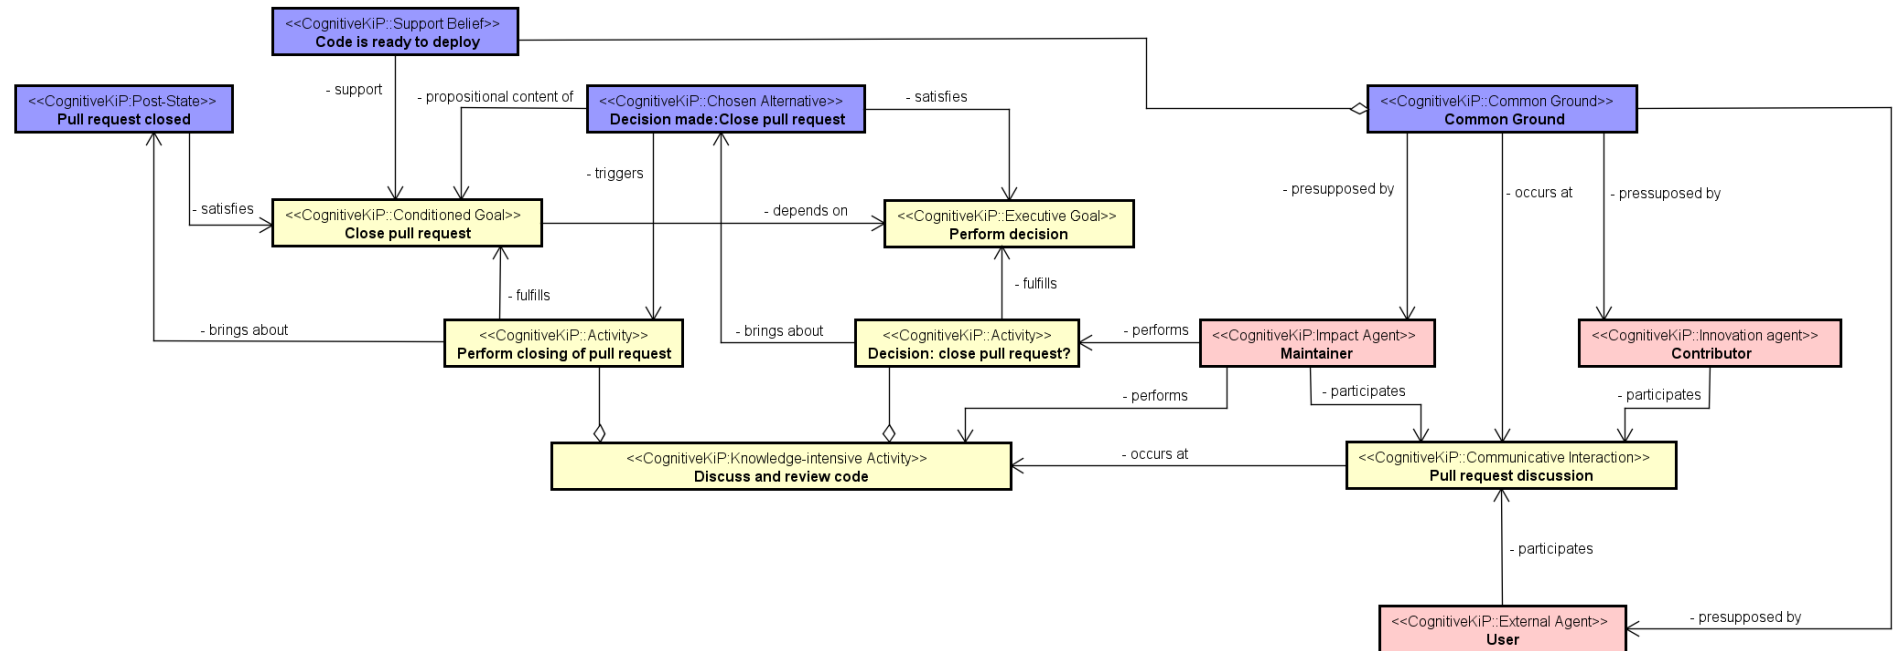 <<CognitiveKiP::Support Belief>>
Code is ready to deploy
- support
<<CognitiveKiP:Post-State>>
Pull request closed
- propositional content of
<<CognitiveKiP::Chosen Alternative>>
Decision made:Close pull request
- satisfies
<<CognitiveKiP::Common Ground>>
Common Ground
- triggers
- presupposed by
- occurs at
- pressuposed by
- satisfies
<<CognitiveKiP::Conditioned Goal>>
Close pull request
- depends on
<<CognitiveKiP::Executive Goal>>
Perform decision
- fulfills
- fulfills
- brings about
<<CognitiveKiP::Activity>>
Perform closing of pull request
- brings about
<<CognitiveKiP::Activity>>
Decision: close pull request?
- performs
<<CognitiveKiP:Impact Agent>>
Maintainer
<<CognitiveKiP::Innovation agent>>
Contributor
- performs
- participates
- participates
<<CognitiveKiP:Knowledge-intensive Activity>>
Discuss and review code
- occurs at
<<CognitiveKiP::Communicative Interaction>>
Pull request discussion
- participates
<<CognitiveKiP::External Agent>>
User
- presupposed by